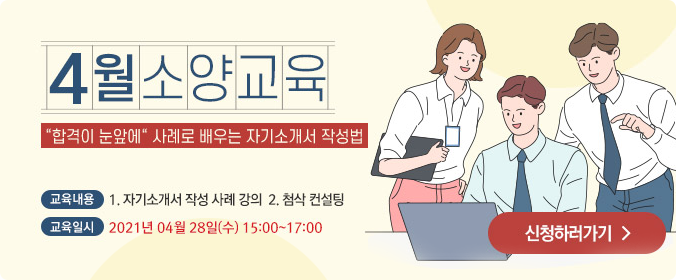 4월소양교육
“합격이 눈앞에“ 사례로 배우는 자기소개서 작성법
교육내용 1. 자기소개서 작성 사례 강의 2. 첨삭 컨설팅
교육일시 2021년 04월 28일(수) 15:00~17:00
신청하러가기 >